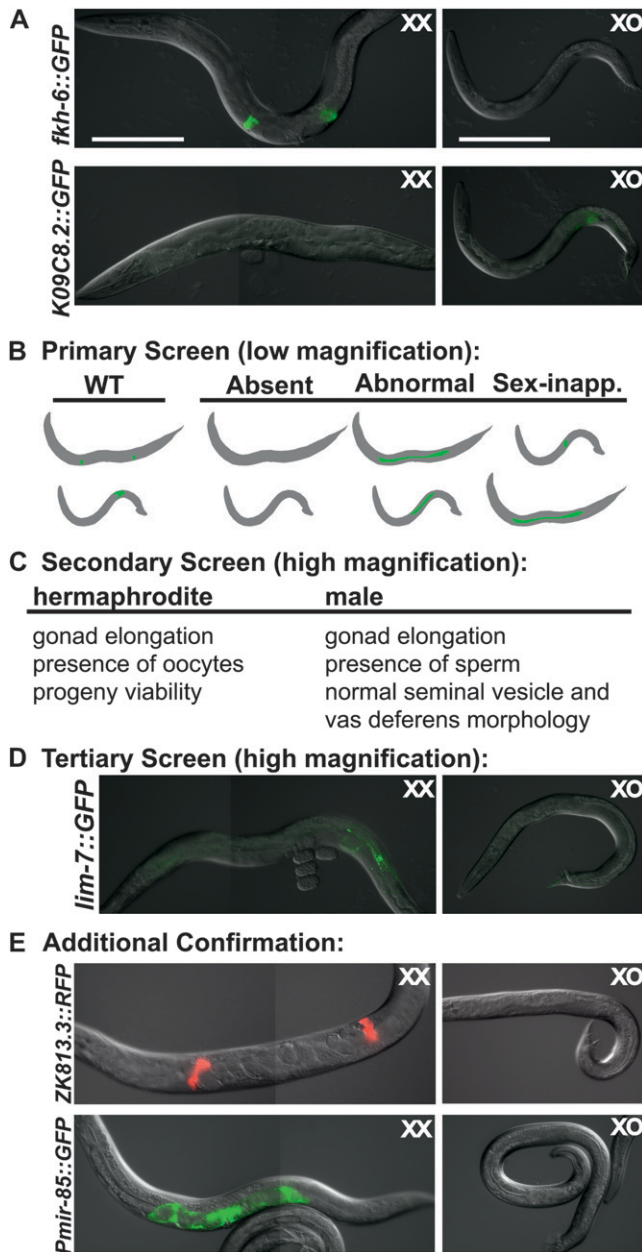 A
fkh-6::GFP
XX
XO
K09C8.2::GFP
XX
XO
B Primary Screen (low magnification):
WT Absent Abnormal Sex-inapp.
C Secondary Screen (high magnification):
hermaphrodite male
gonad elongation gonad elongation
presence of oocytes presence of sperm
progeny viability normal seminal vesicle and
vas deferens morphology
D Tertiary Screen (high magnification):
lim-7::GFP
XX
XO
E Additional Confirmation:
ZK813.3::RFP
XX
XO
Pmir-85::GFP
XX
XO